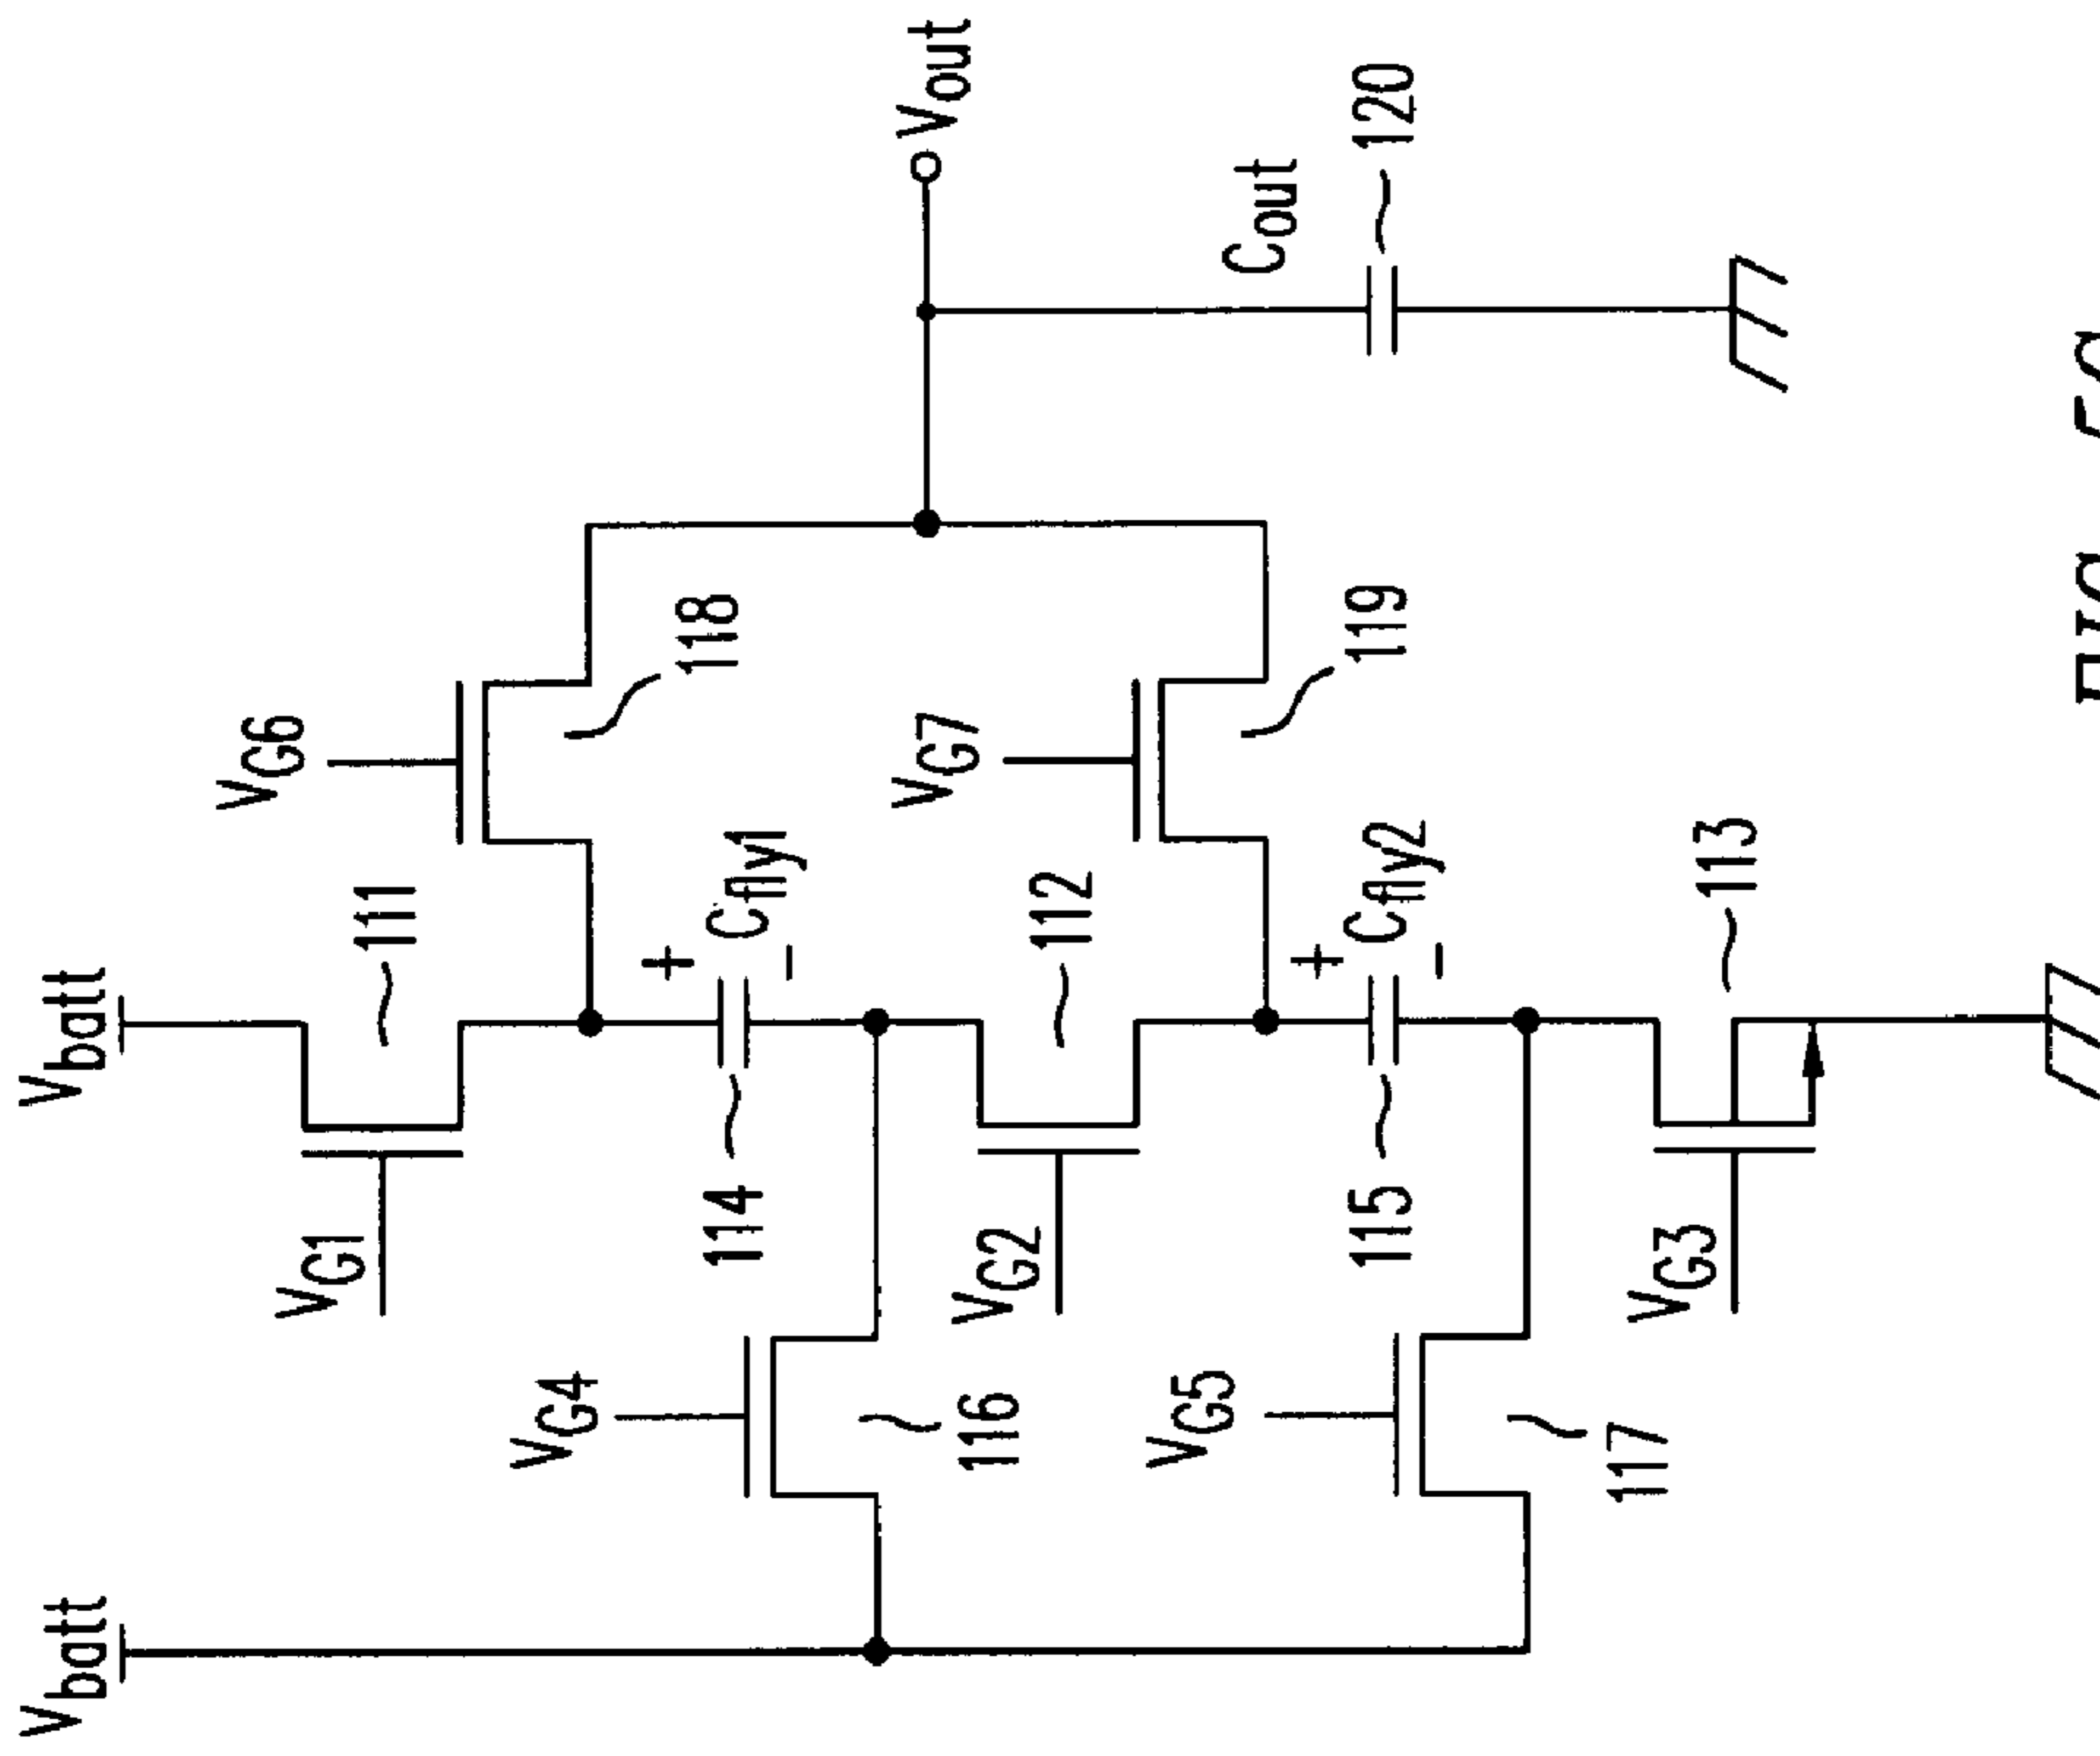 Vbatt
Vbatt
VG1
111
VG6
118
Vout
VG4
116
114
+
Cfly1
-
VG2
112
VG7
119
Cout
120
VG5
117
115
+
Cfly2
-
VG3
113